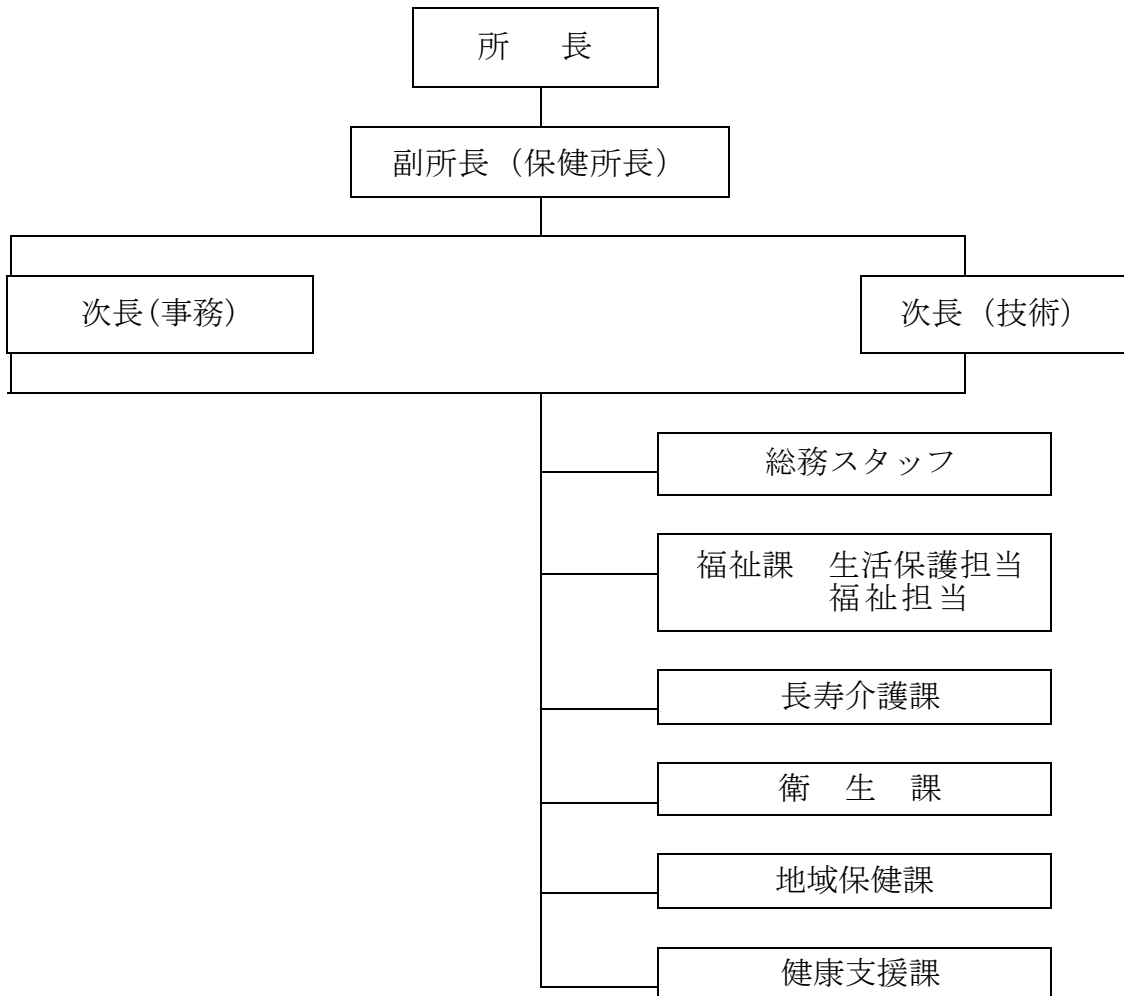 所　長
副所長（保健所長）
次長（事務）
次長（技術）
総務スタッフ
福祉課　生活保護担当
福祉担当
長寿介護課
衛　生　課
地域保健課
健康支援課